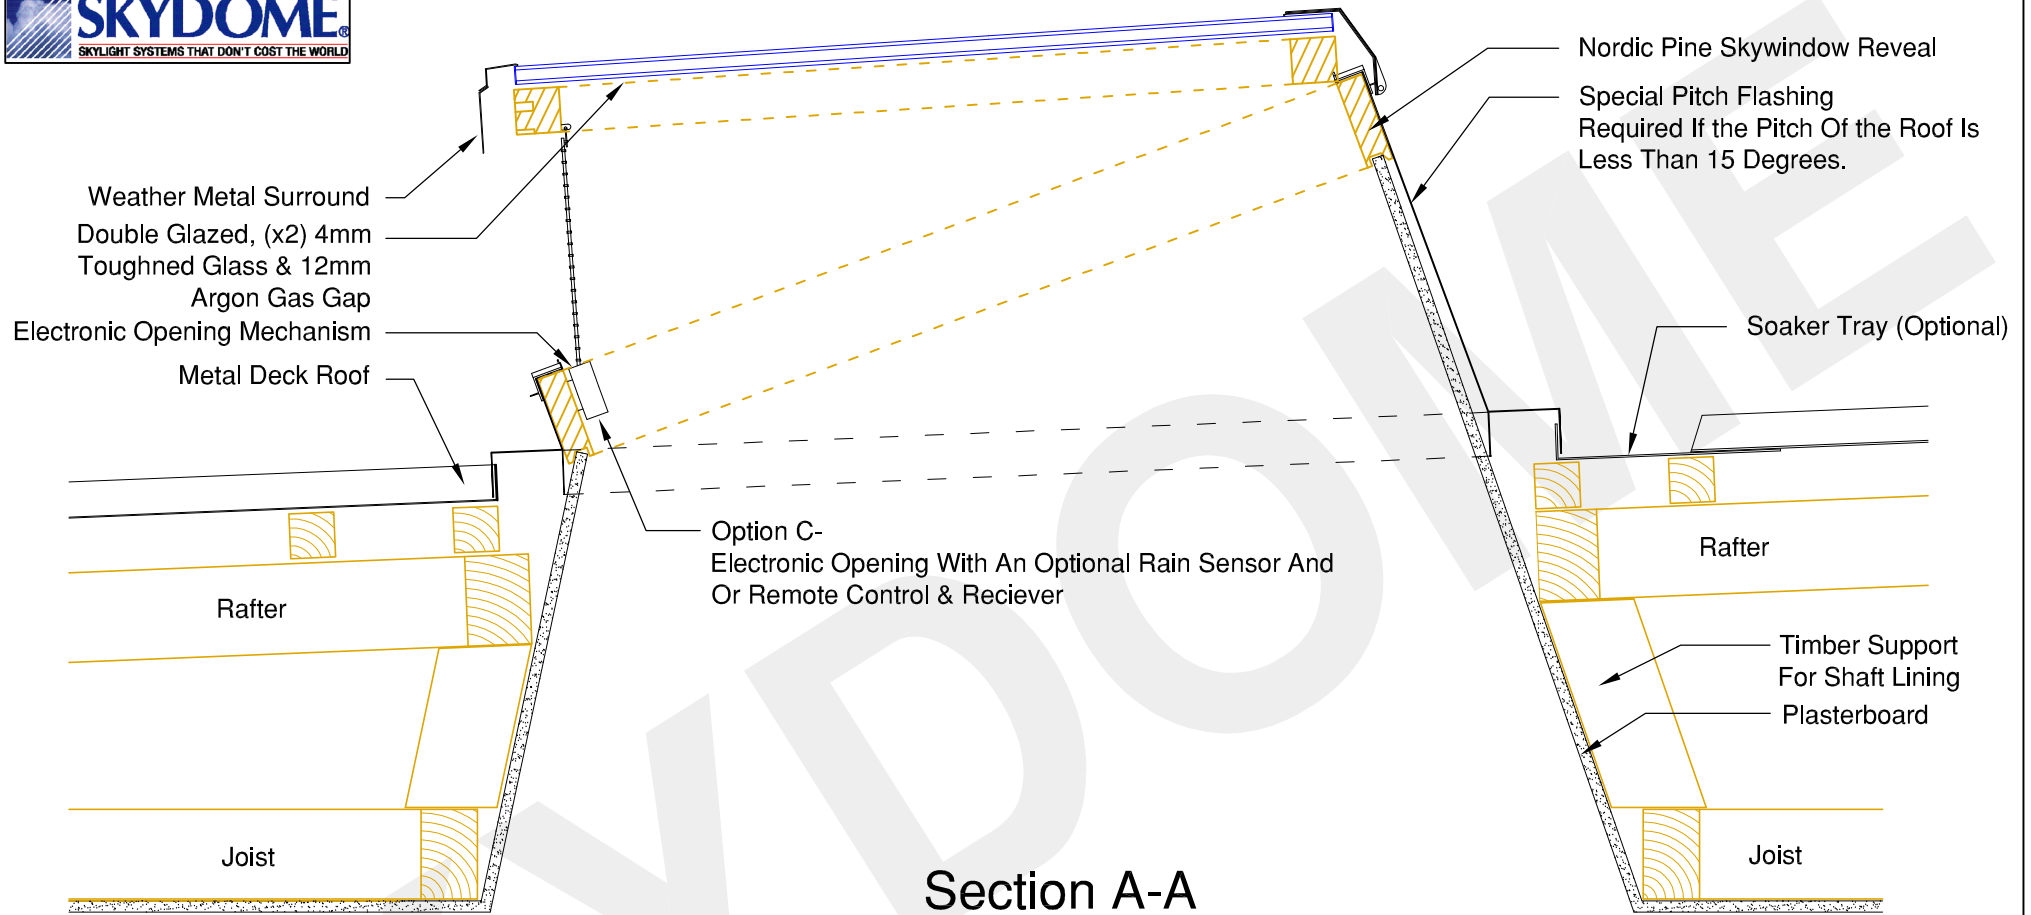 SKYDOME®
SKYLIGHT SYSTEMS THAT DON'T COST THE WORLD
Nordic Pine Skywindow Reveal
Special Pitch Flashing
Required If the Pitch Of the Roof Is
Less Than 15 Degrees.
Weather Metal Surround
Double Glazed, (x2) 4mm
Toughned Glass & 12mm
Argon Gas Gap
Electronic Opening Mechanism
Metal Deck Roof
Soaker Tray (Optional)
Option C-
Electronic Opening With An Optional Rain Sensor And
Or Remote Control & Reciever
Rafter
Rafter
Timber Support
For Shaft Lining
Plasterboard
Joist
Joist
Section A-A
YDOME